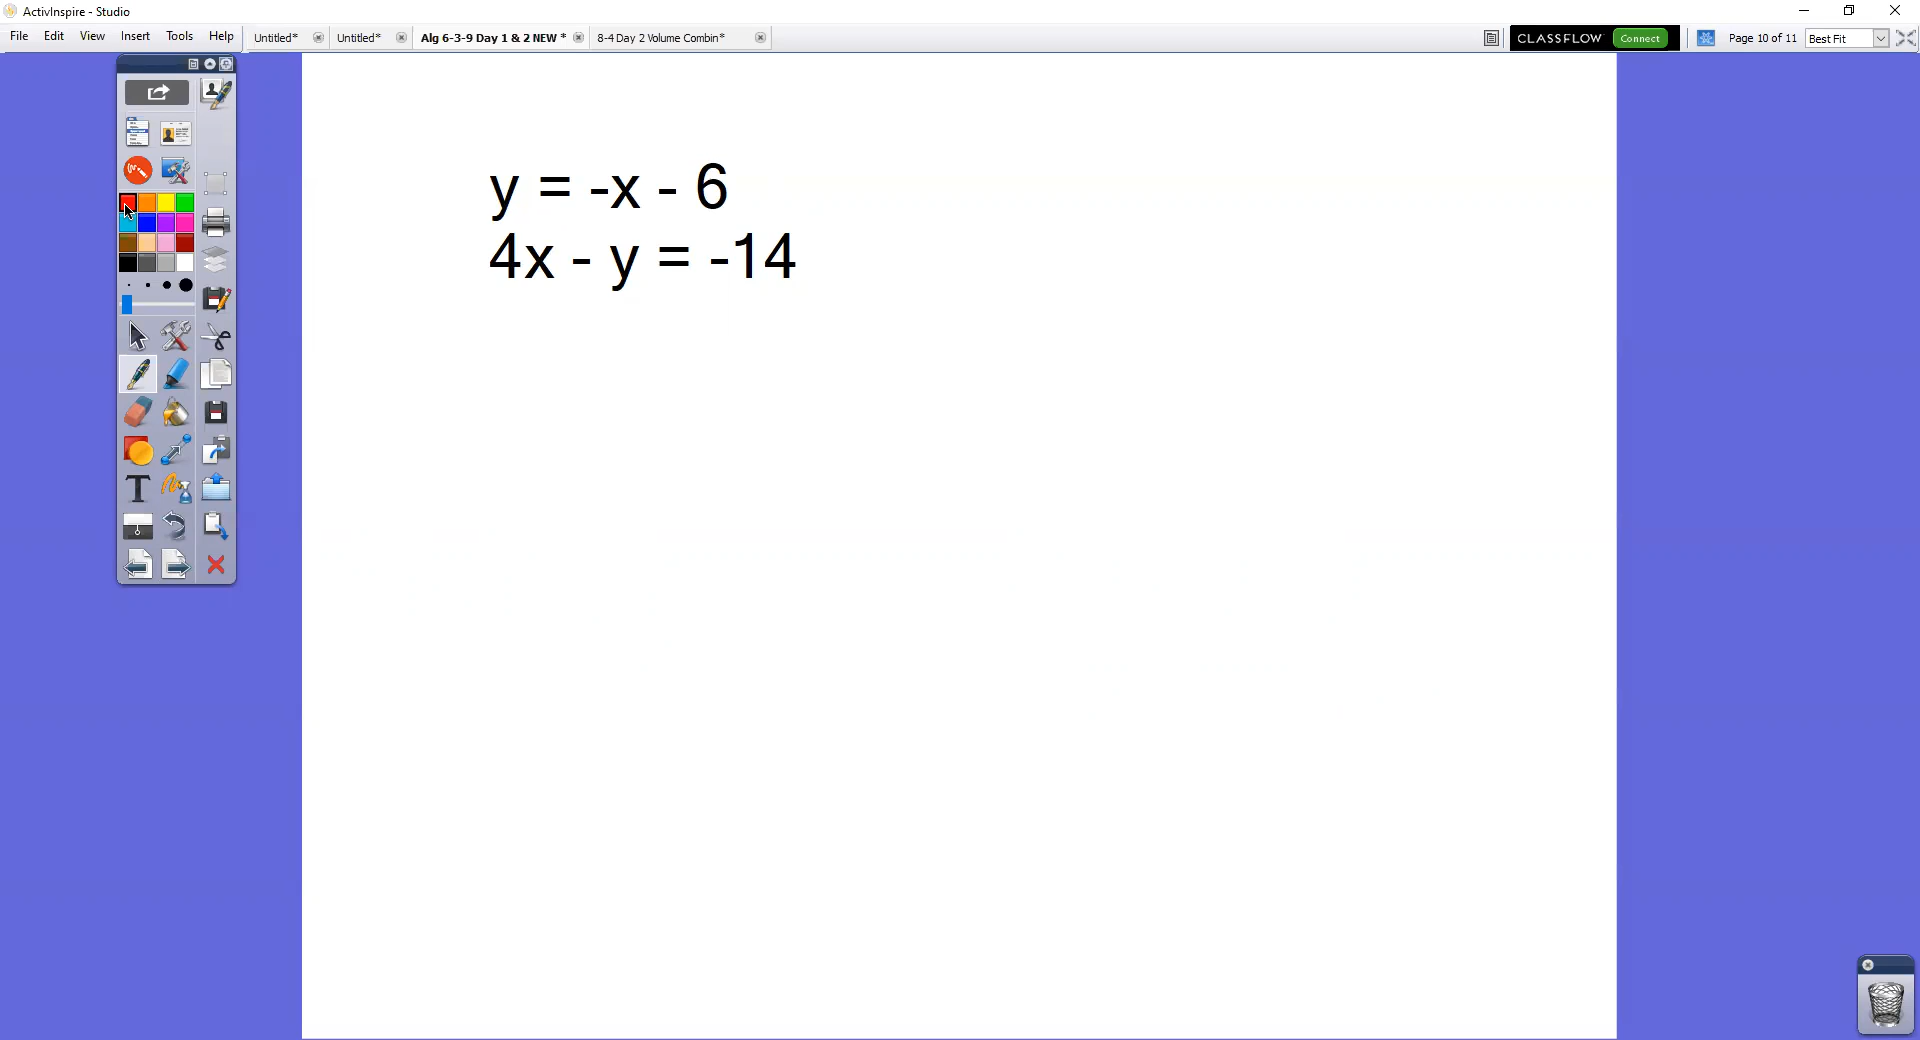 ActivInspire - Studio
File Edit View Insert Tools Help
Untitled* Untitled* Alg 6-3-9 Day 1 & 2 NEW * 8-4 Day 2 Volume Combin*
CLASSFLOW Connect Page 10 of 11 Best Fit
y = -x - 6
4x - y = -14